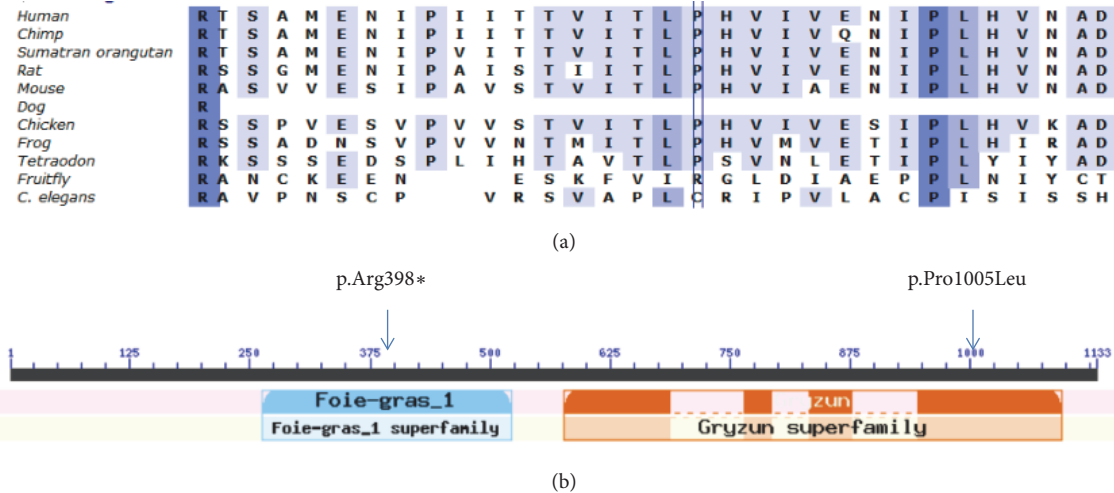 Human R T S A M E N I P I I T T V I T L P H V I V E N I P L H V N A D
Chimp R T S A M E N I P I I T T V I T L P H V I V Q N I P L H V N A D
Sumatran orangutan R T S A M E N I P V I T T V I T L P H V I V E N I P L H V N A D
Rat R S S G M E N I P A I S T I I T L P H V I V E N I P L H V N A D
Mouse R A S V V E S I P A V S T V I T L P H V I A E N I P L H V N A D
Dog R
Chicken R S S P V E S V P V V S T V I T L P H V I V E S I P L H V K A D
Frog R S S A D N S V P V V N T M I T L P H V M V E T I P L H I R A D
Tetraodon R K S S S E D S P L I H T A V T L P S V N L E T I P L Y I Y A D
Fruitfly R A N C K E E N E S K F V I R G L D I A E P P L N I Y C T
C. elegans R A V P N S C P V R S V A P L C R I P V L A C P I S I S S H
(a)
p.Arg398* p.Pro1005Leu
1 125 250 375 500 625 750 875 1000 1133
Foie-gras_1
Foie-gras_1 superfamily Gryzun superfamily
(b)